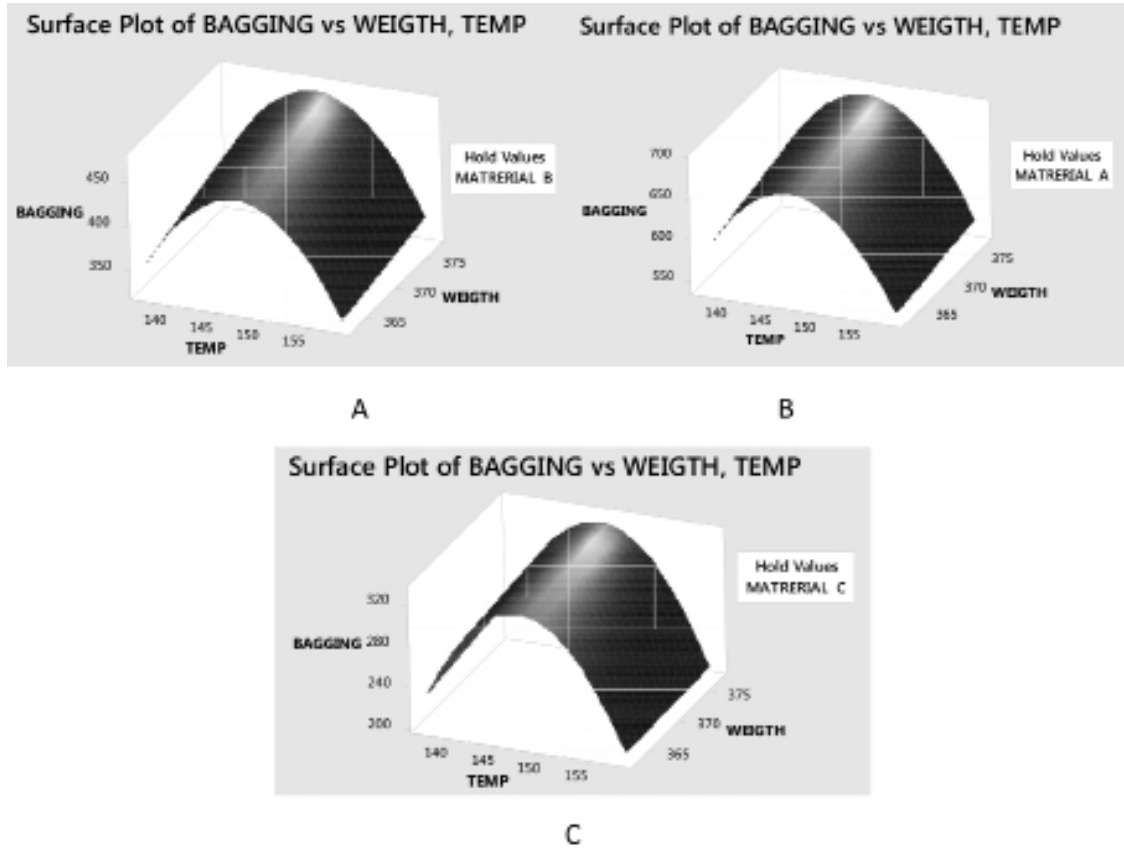 Surface Plot of BAGGING vs WEIGTH, TEMP
Hold Values
MATRERIAL B
450
BAGGING
400
350
375
370 WEIGTH
365
140 145 150 155
TEMP
A
Surface Plot of BAGGING vs WEIGTH, TEMP
Hold Values
MATRERIAL A
700
650
BAGGING
600
550
375
370 WEIGTH
365
140 145 150 155
TEMP
B
Surface Plot of BAGGING vs WEIGTH, TEMP
Hold Values
MATRERIAL C
320
BAGGING 280
240
200
375
370 WEIGTH
365
140 145 150 155
TEMP
C